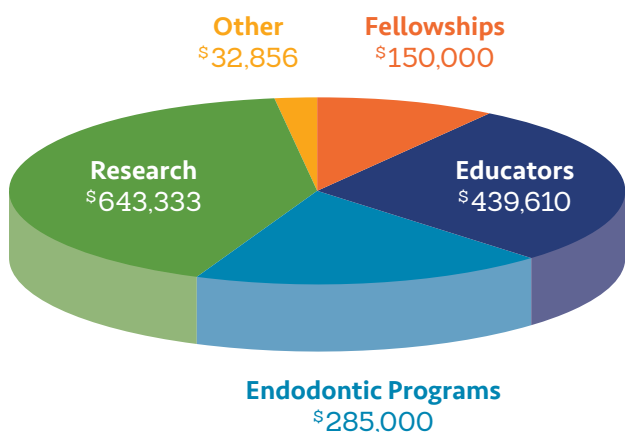 Other
$32,856
Fellowships
$150,000
Research
$643,333
Educators
$439,610
Endodontic Programs
$285,000